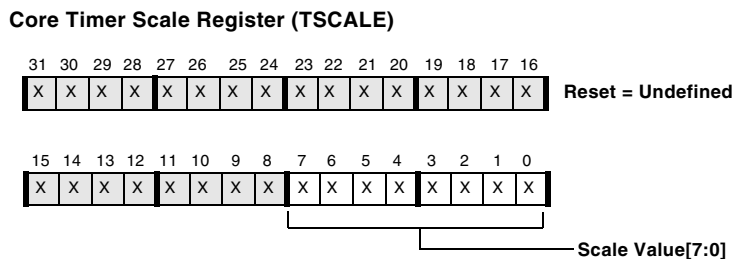 Core Timer Scale Register (TSCALE)
31 30 29 28 27 26 25 24 23 22 21 20 19 18 17 16
X X X X X X X X X X X X X X X X Reset = Undefined
15 14 13 12 11 10 9 8 7 6 5 4 3 2 1 0
X X X X X X X X X X X X X X X X
Scale Value[7:0]